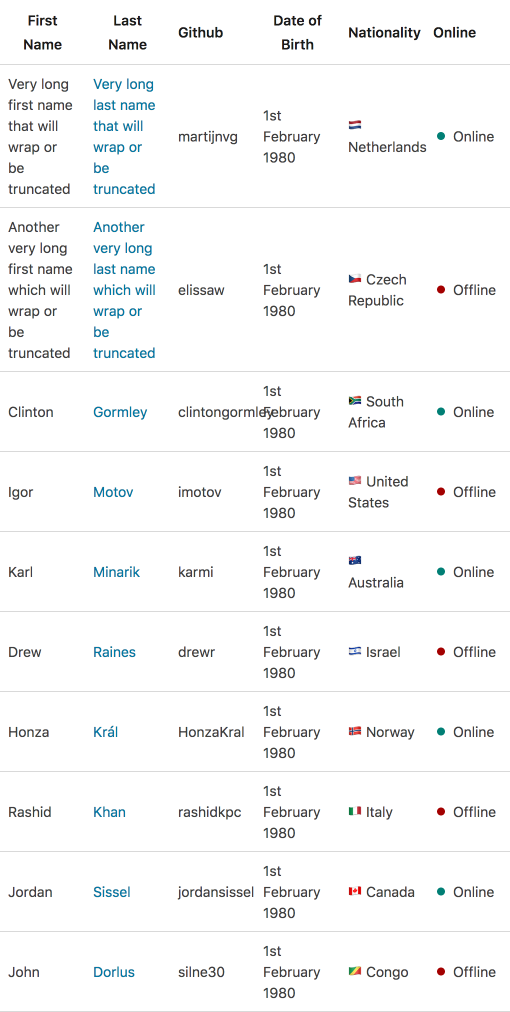 First Name Last Name Github Date of Birth Nationality Online
Very long first name that will wrap or be truncated Very long last name that will wrap or be truncated martijnvg 1st February 1980 Netherlands Online
Another very long first name which will wrap or be truncated Another very long last name which will wrap or be truncated elissaw 1st February 1980 Czech Republic Offline
Clinton Gormley clintongormley 1st February 1980 South Africa Online
Igor Motov imotov 1st February 1980 United States Offline
Karl Minarik karmi 1st February 1980 Australia Online
Drew Raines drewr 1st February 1980 Israel Offline
Honza Král HonzaKral 1st February 1980 Norway Online
Rashid Khan rashidkpc 1st February 1980 Italy Offline
Jordan Sissel jordansissel 1st February 1980 Canada Online
John Dorlus silne30 1st February 1980 Congo Offline